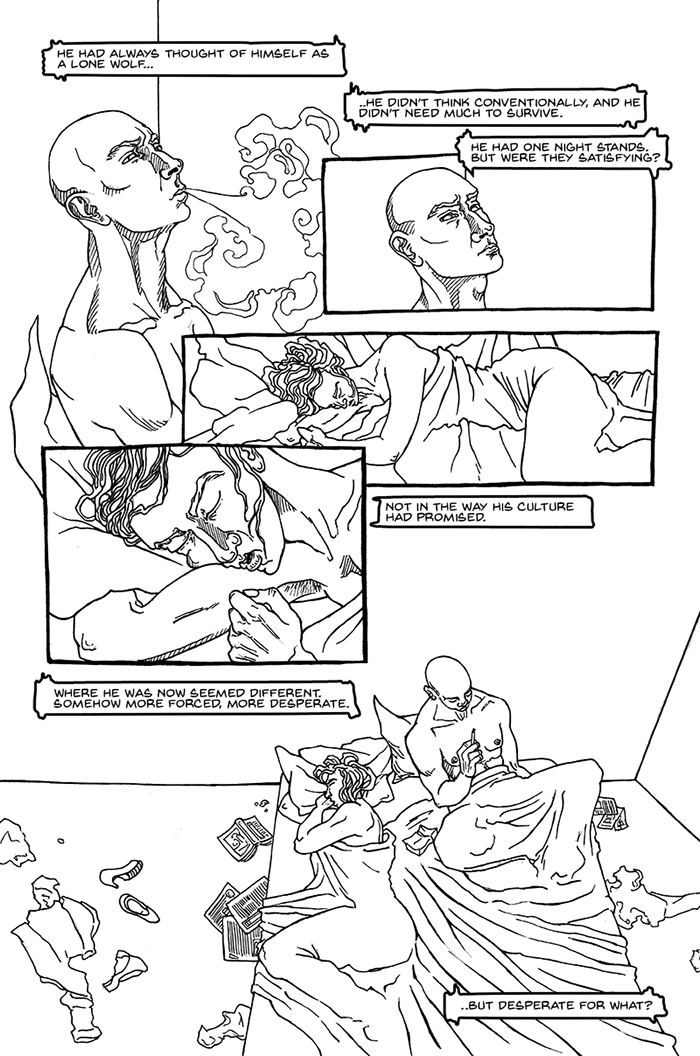 HE HAD ALWAYS THOUGHT OF HIMSELF AS
A LONE WOLF...
..HE DIDN'T THINK CONVENTIONALLY, AND HE
DIDN'T NEED MUCH TO SURVIVE.
HE HAD ONE NIGHT STANDS.
BUT WERE THEY SATISFYING?
NOT IN THE WAY HIS CULTURE
HAD PROMISED.
WHERE HE WAS NOW SEEMED DIFFERENT.
SOMEHOW MORE FORCED, MORE DESPERATE.
..BUT DESPERATE FOR WHAT?